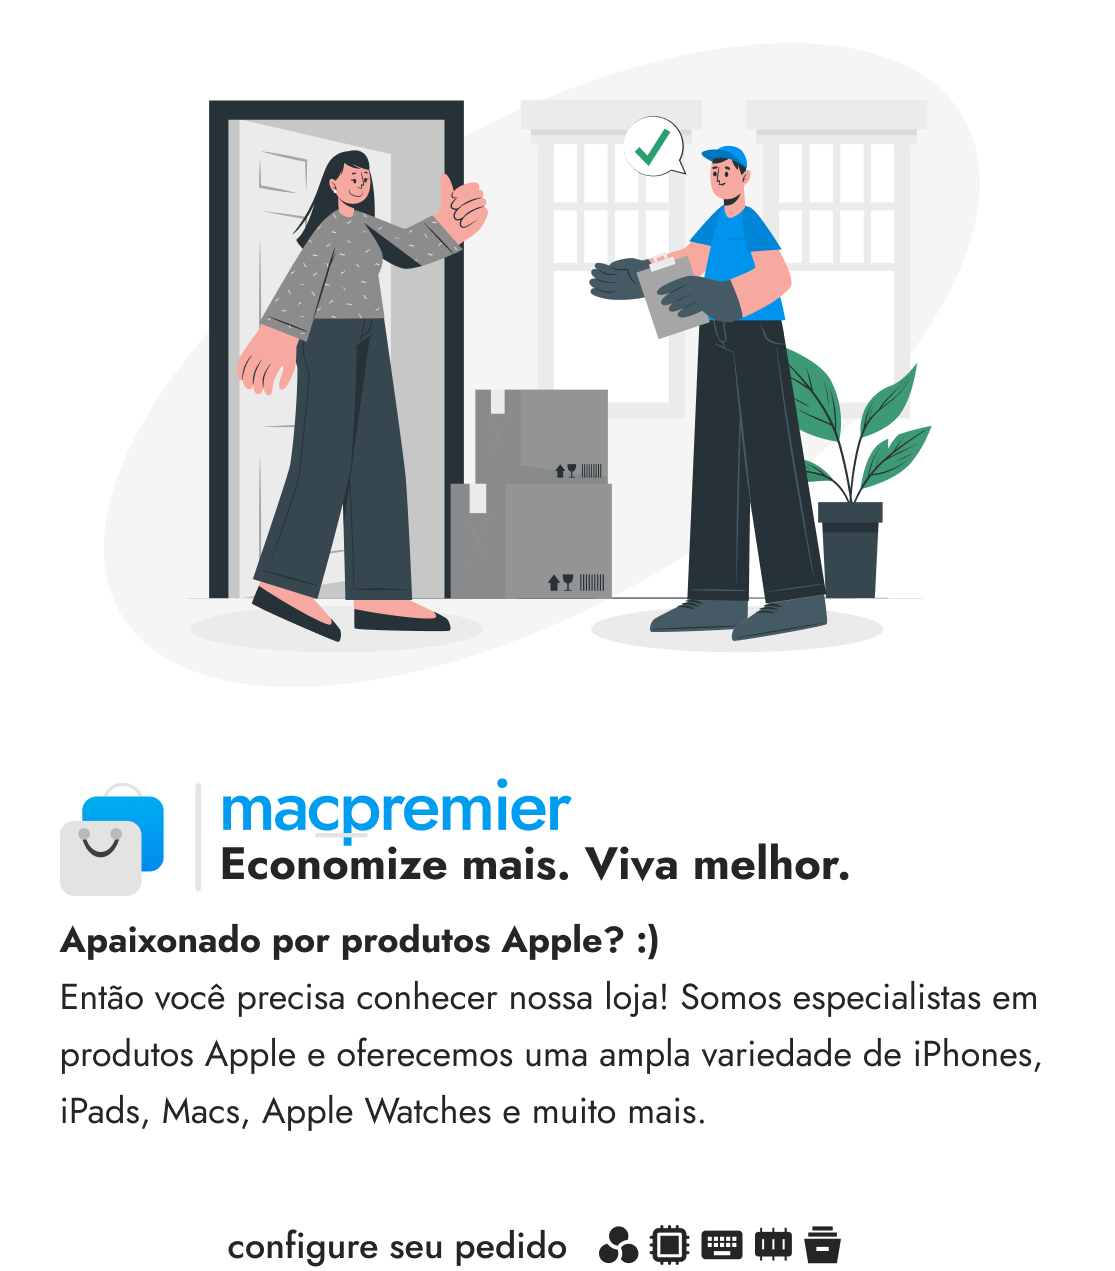 macpremier
Economize mais. Viva melhor.
Apaixonado por produtos Apple? :)
Então você precisa conhecer nossa loja! Somos especialistas em
produtos Apple e oferecemos uma ampla variedade de iPhones,
iPads, Macs, Apple Watches e muito mais.
configure seu pedido